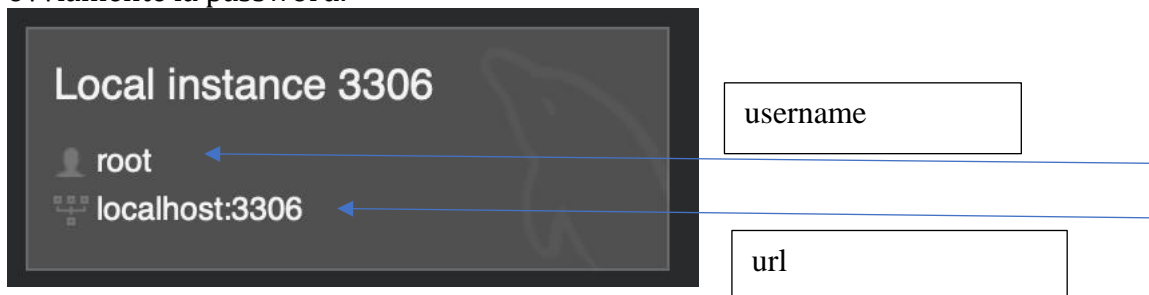 ovviamente la password.
Local instance 3306
username
root
localhost:3306
url